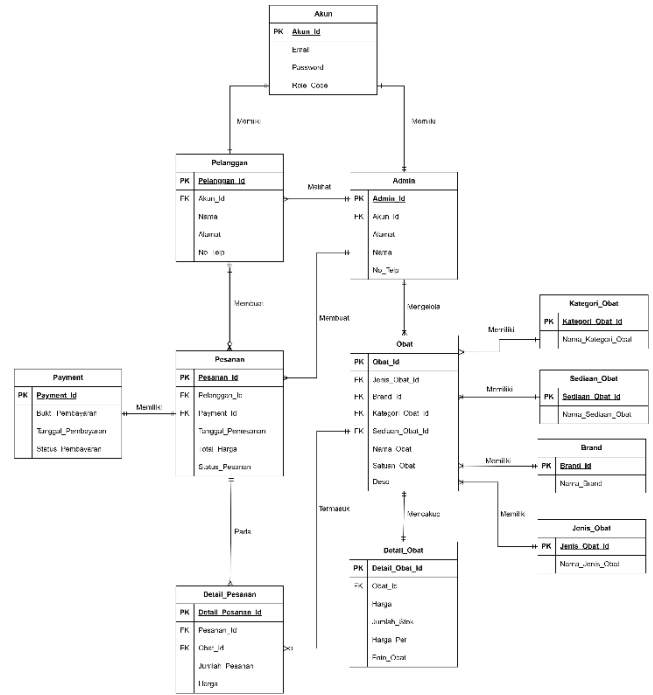 Akun
PK Akun_Id
Email
Password
Role_Code
Memiliki
Memiliki
Pelanggan
PK Pelanggan_Id
FK Akun_Id
Nama
Alamat
No_Telp
Melihat
Admin
PK Admin_Id
FK Akun_Id
Alamat
Nama
No_Telp
Membuat
Membuat
Mengelola
Kategori_Obat
PK Kategori_Obat_Id
Nama_Kategori_Obat
Memiliki
Obat
PK Obat_Id
FK Jenis_Obat_Id
FK Brand_Id
FK Kategori_Obat_Id
FK Sediaan_Obat_Id
Nama_Obat
Satuan_Obat
Desc
Pesanan
PK Pesanan_Id
FK Pelanggan_Id
FK Payment_Id
Tanggal_Pemesanan
Total_Harga
Status_Pesanan
Payment
PK Payment_Id
Bukti_Pembayaran
Tanggal_Pembayaran
Status_Pembayaran
Memiliki
Sediaan_Obat
PK Sediaan_Obat_Id
Nama_Sediaan_Obat
Memiliki
Brand
PK Brand_Id
Nama_Brand
Memiliki
Memiliki
Jenis_Obat
PK Jenis_Obat_Id
Nama_Jenis_Obat
Termasuk
Mencakup
Pada
Detail_Obat
PK Detail_Obat_Id
FK Obat_Id
Harga
Jumlah_Stok
Harga_Per
Foto_Obat
Detail_Pesanan
PK Detail_Pesanan_Id
FK Pesanan_Id
FK Obat_Id
Jumlah_Pesanan
Harga